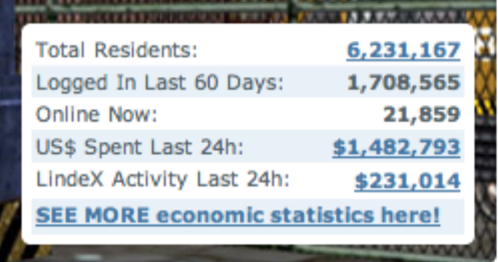 Total Residents: 6,231,167
Logged In Last 60 Days: 1,708,565
Online Now: 21,859
US$ Spent Last 24h: $1,482,793
LindeX Activity Last 24h: $231,014
SEE MORE economic statistics here!